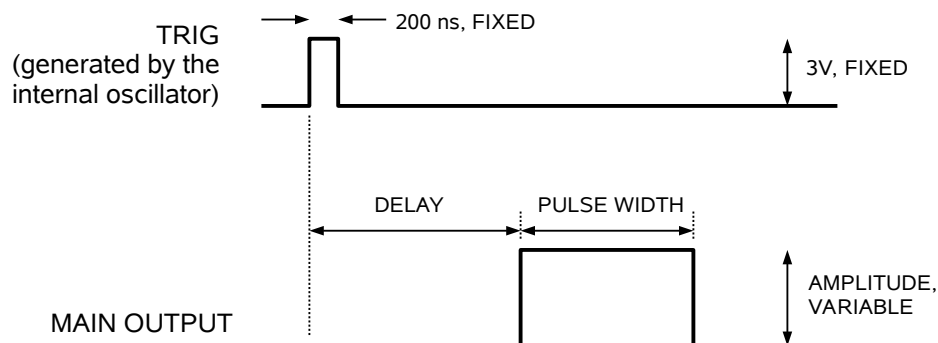 200 ns, FIXED
TRIG
(generated by the
internal oscillator)
3V, FIXED
DELAY
PULSE WIDTH
AMPLITUDE,
VARIABLE
MAIN OUTPUT